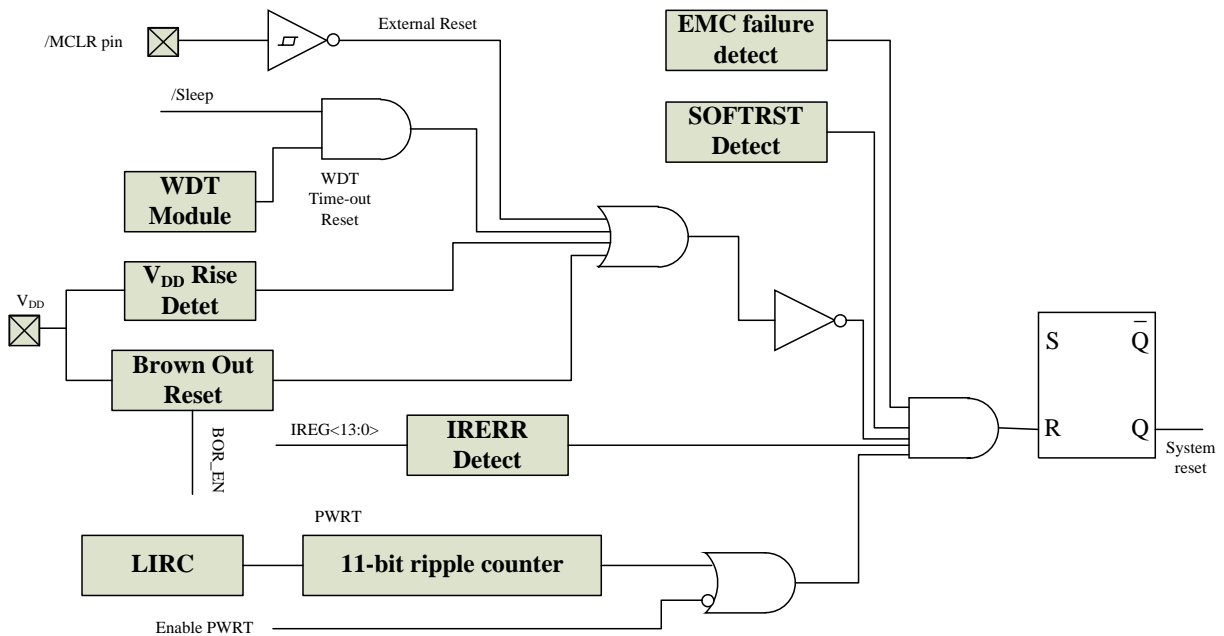 /MCLR pin
External Reset
EMC failure
detect
/Sleep
SOFTRST
Detect
WDT
Module
WDT
Time-out
Reset
VDD
VDD Rise
Detet
Brown Out
Reset
BOR_EN
IREG<13:0>
IRERR
Detect
S
Q
R
Q
System
reset
PWRT
LIRC
11-bit ripple counter
Enable PWRT